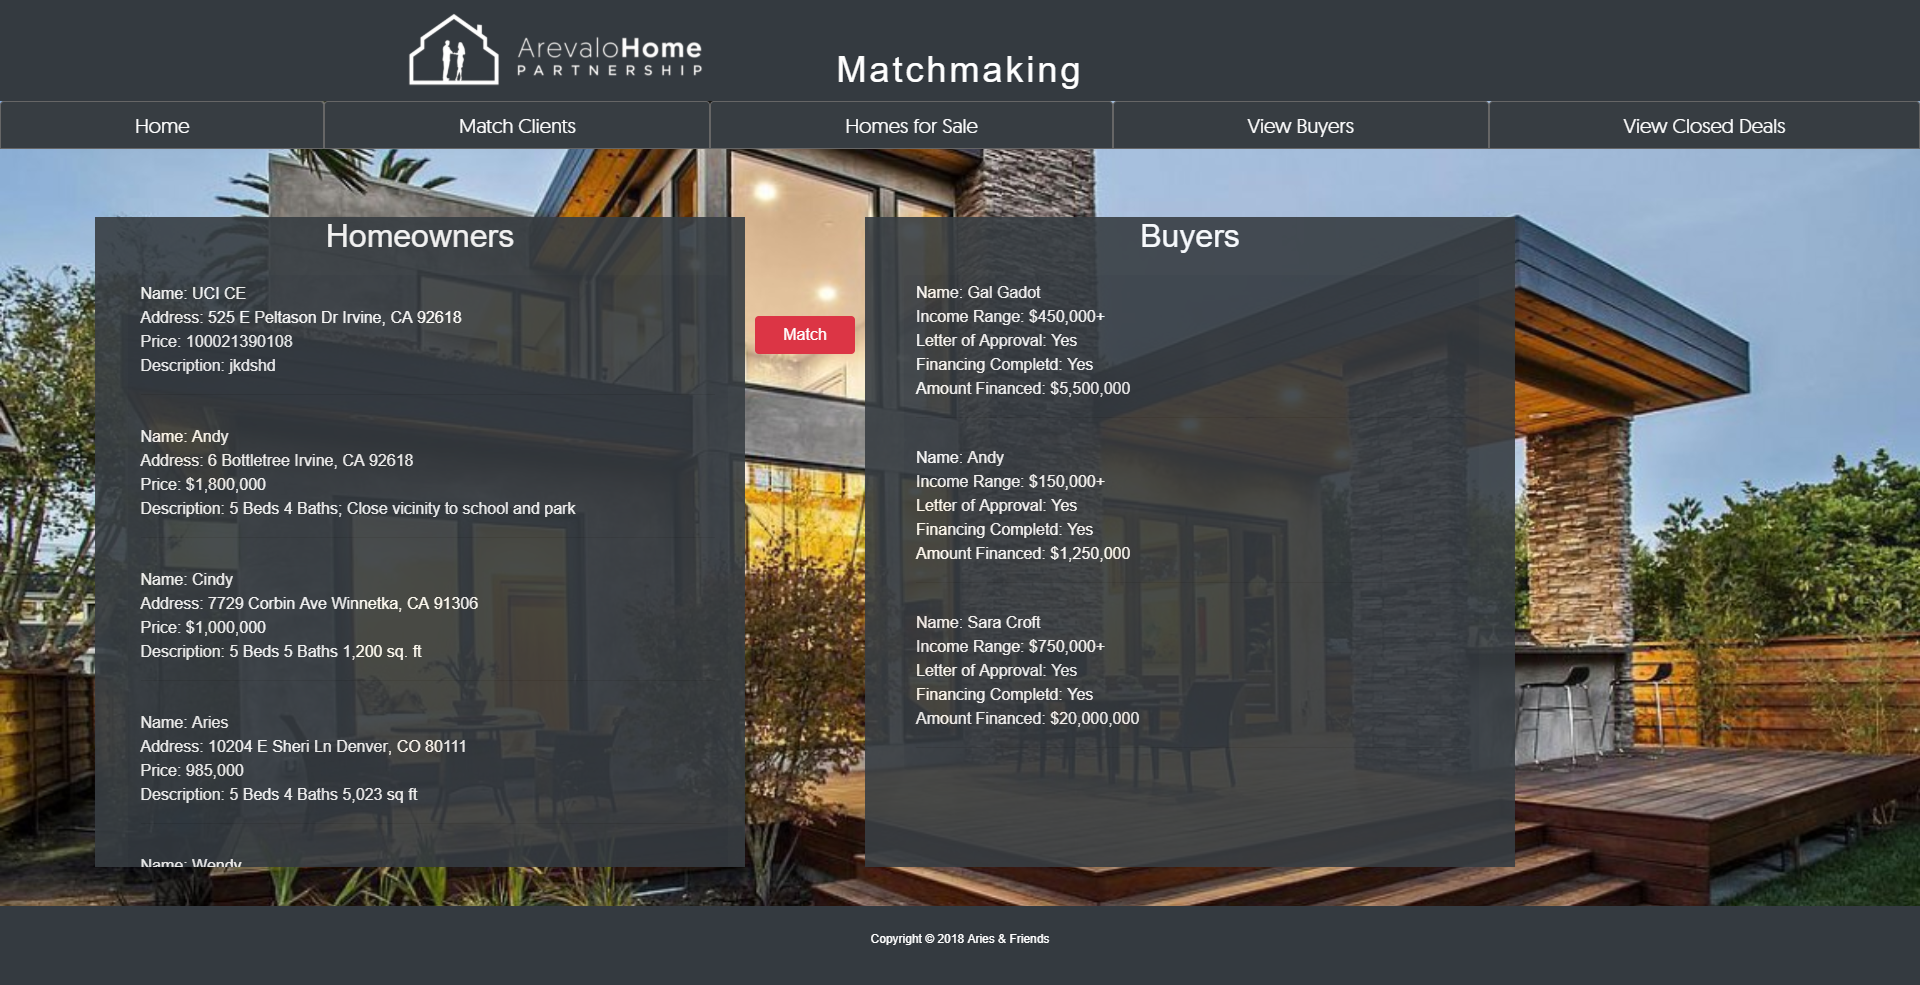 ArevaloHome
PARTNERSHIP
Matchmaking
Home
Match Clients
Homes for Sale
View Buyers
View Closed Deals
Homeowners
Name: UCI CE
Address: 525 E Peltason Dr Irvine, CA 92618
Price: 100021390108
Description: jkdshd
Name: Andy
Address: 6 Bottletree Irvine, CA 92618
Price: $1,800,000
Description: 5 Beds 4 Baths; Close vicinity to school and park
Name: Cindy
Address: 7729 Corbin Ave Winnetka, CA 91306
Price: $1,000,000
Description: 5 Beds 5 Baths 1,200 sq. ft
Name: Aries
Address: 10204 E Sheri Ln Denver, CO 80111
Price: 985,000
Description: 5 Beds 4 Baths 5,023 sq ft
Name: Wendy
Match
Buyers
Name: Gal Gadot
Income Range: $450,000+
Letter of Approval: Yes
Financing Completd: Yes
Amount Financed: $5,500,000
Name: Andy
Income Range: $150,000+
Letter of Approval: Yes
Financing Completd: Yes
Amount Financed: $1,250,000
Name: Sara Croft
Income Range: $750,000+
Letter of Approval: Yes
Financing Completd: Yes
Amount Financed: $20,000,000
Copyright © 2018 Aries & Friends